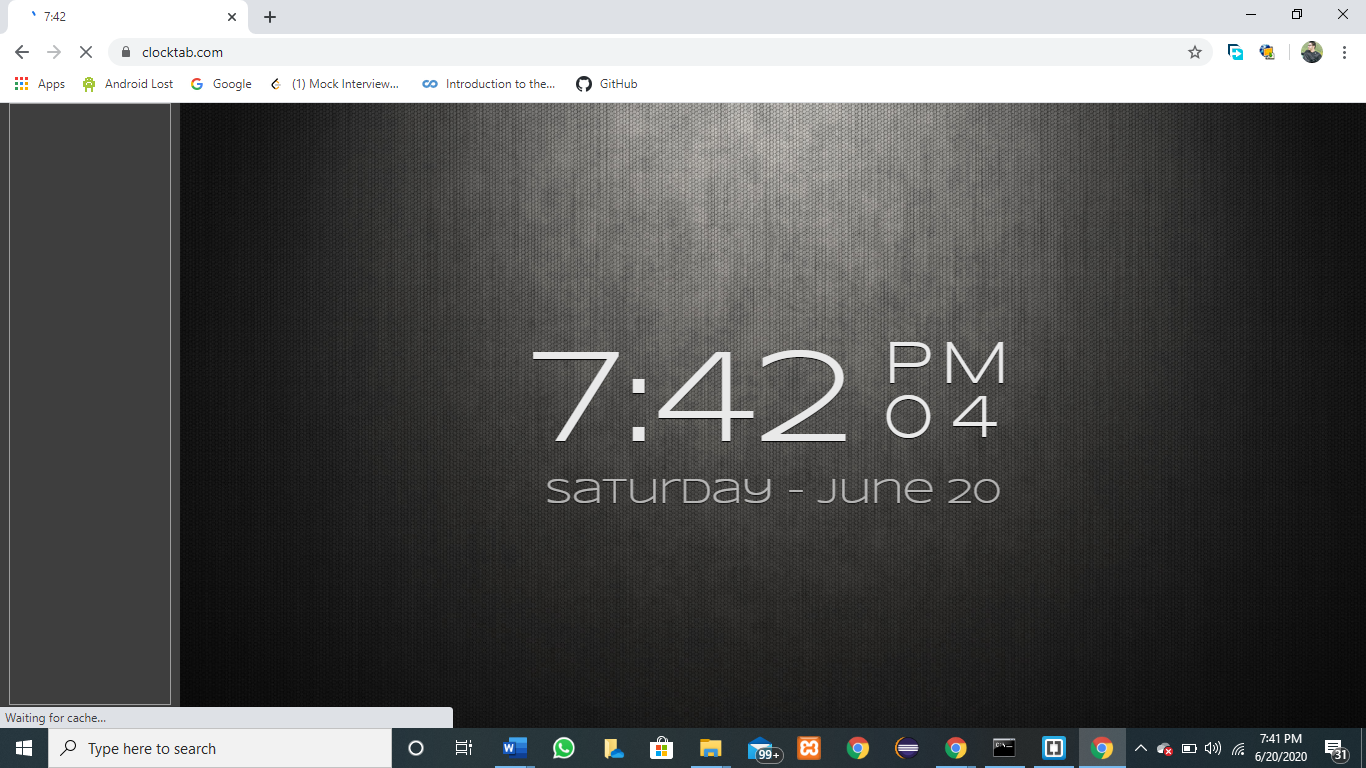 7:42
clocktab.com
Apps
Android Lost
Google
(1) Mock Interview...
Introduction to the...
GitHub
7:42 PM
04
Saturday - June 20
Waiting for cache...
Type here to search
99+
7:41 PM
6/20/2020
31